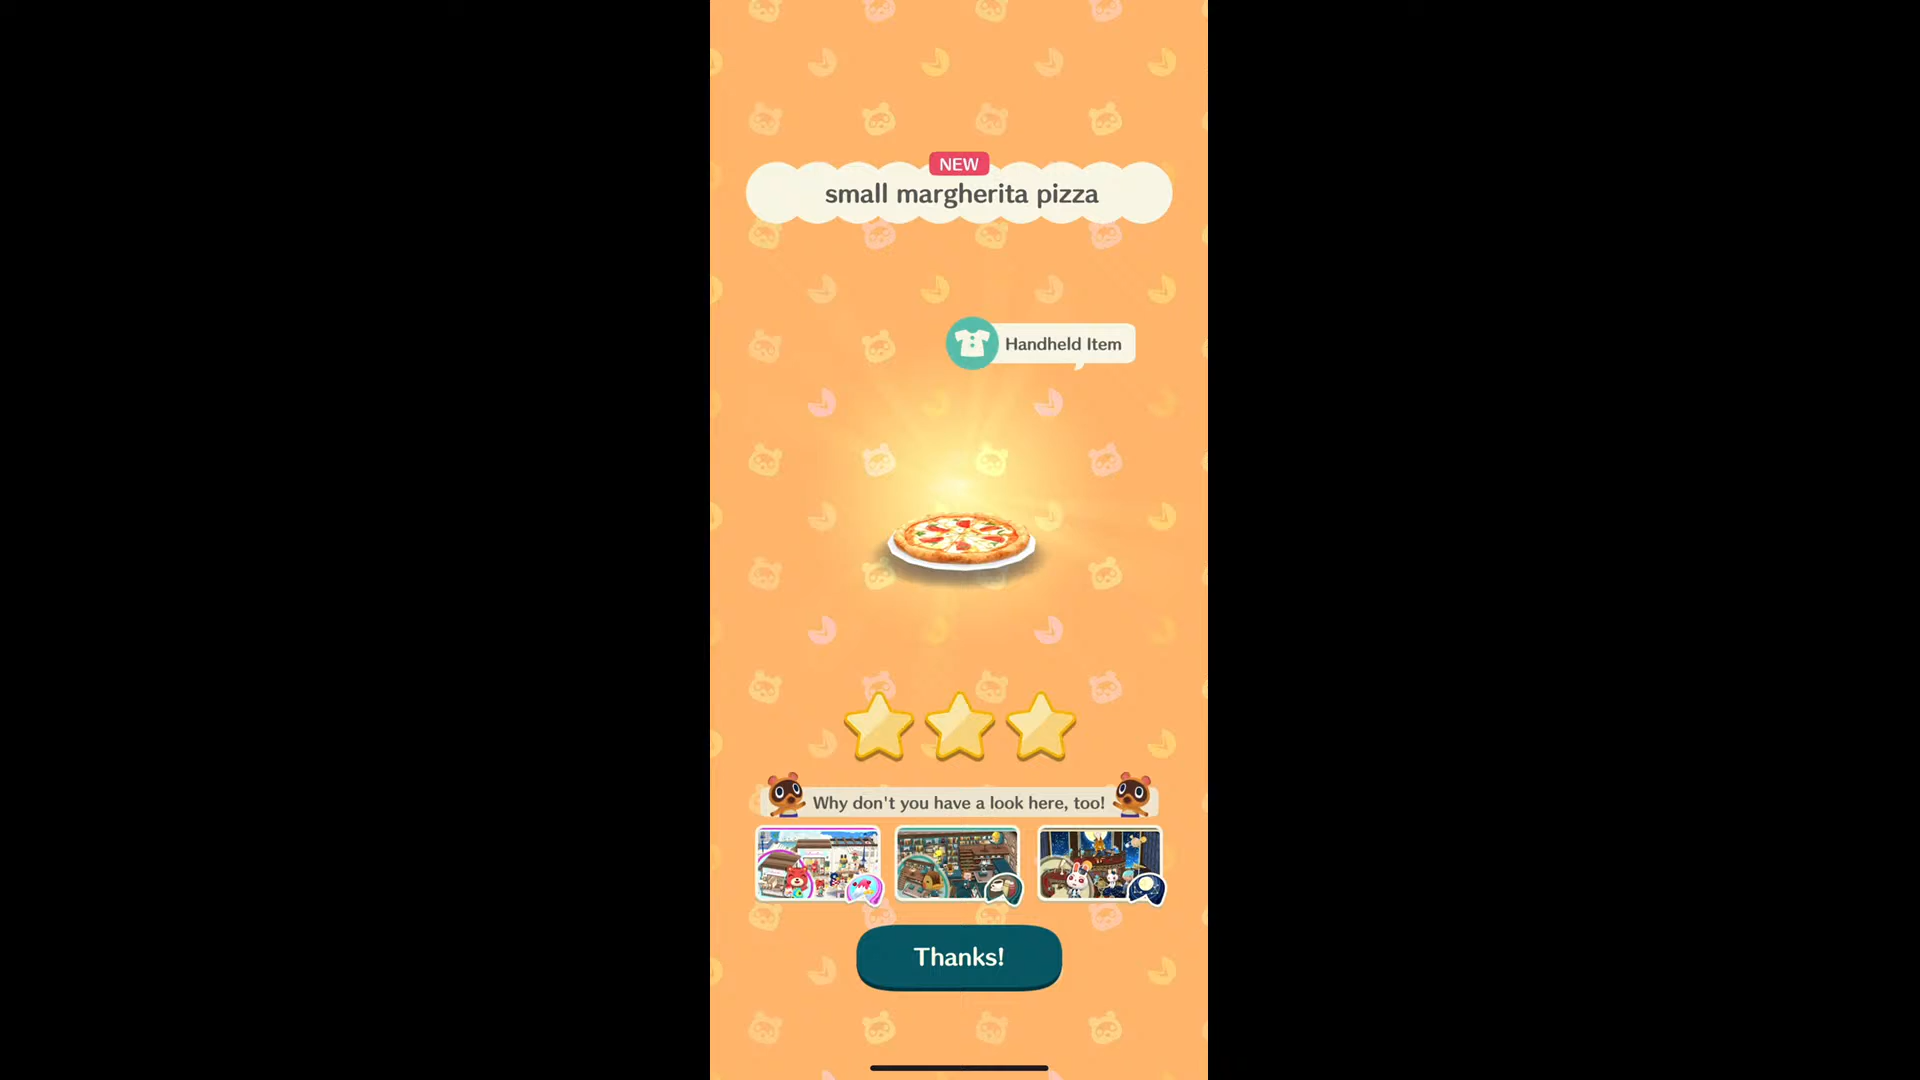 NEW
small margherita pizza
Handheld Item
Why don't you have a look here, too!
Thanks!